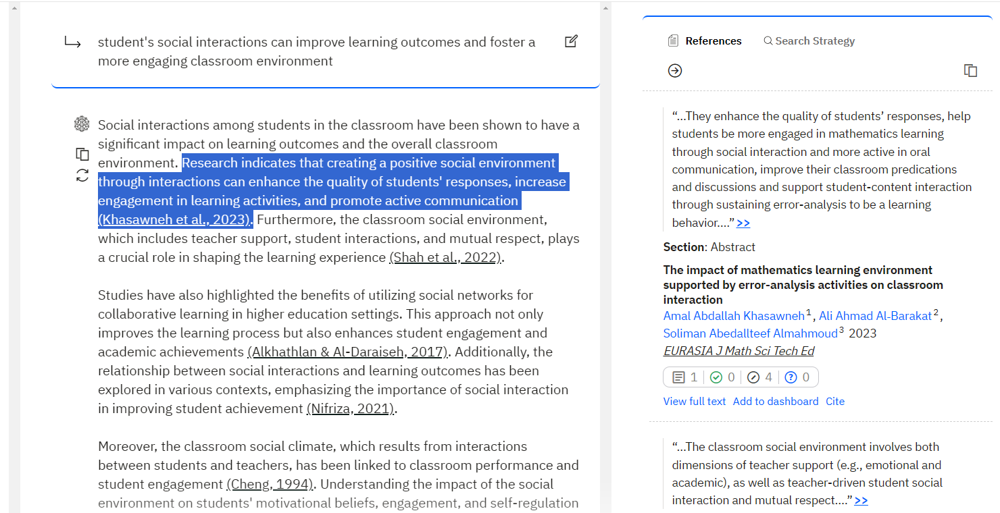 student's social interactions can improve learning outcomes and foster a
more engaging classroom environment
Social interactions among students in the classroom have been shown to have a
significant impact on learning outcomes and the overall classroom
environment. Research indicates that creating a positive social environment
through interactions can enhance the quality of students' responses, increase
engagement in learning activities, and promote active communication
(Khasawneh et al., 2023). Furthermore, the classroom social environment,
which includes teacher support, student interactions, and mutual respect, plays
a crucial role in shaping the learning experience (Shah et al., 2022).
Studies have also highlighted the benefits of utilizing social networks for
collaborative learning in higher education settings. This approach not only
improves the learning process but also enhances student engagement and
academic achievements (Alkhathlan & Al-Daraiseh, 2017). Additionally, the
relationship between social interactions and learning outcomes has been
explored in various contexts, emphasizing the importance of social interaction
in improving student achievement (Nifriza, 2021).
Moreover, the classroom social climate, which results from interactions
between students and teachers, has been linked to classroom performance and
student engagement (Cheng, 1994). Understanding the impact of the social
environment on students' motivational beliefs, engagement, and self-regulation
References Search Strategy
“...They enhance the quality of students’ responses, help
students be more engaged in mathematics learning
through social interaction and more active in oral
communication, improve their classroom predications
and discussions and support student-content interaction
through sustaining error-analysis to be a learning
behavior....” >>
Section: Abstract
The impact of mathematics learning environment
supported by error-analysis activities on classroom
interaction
Amal Abdallah Khasawneh 1 , Ali Ahmad Al-Barakat 2 ,
Soliman Abedallteef Almahmoud 3 2023
EURASIA J Math Sci Tech Ed
1 0 4 ? 0
View full text Add to dashboard Cite
“...The classroom social environment involves both
dimensions of teacher support (e.g., emotional and
academic), as well as teacher-driven student social
interaction and mutual respect....” >>